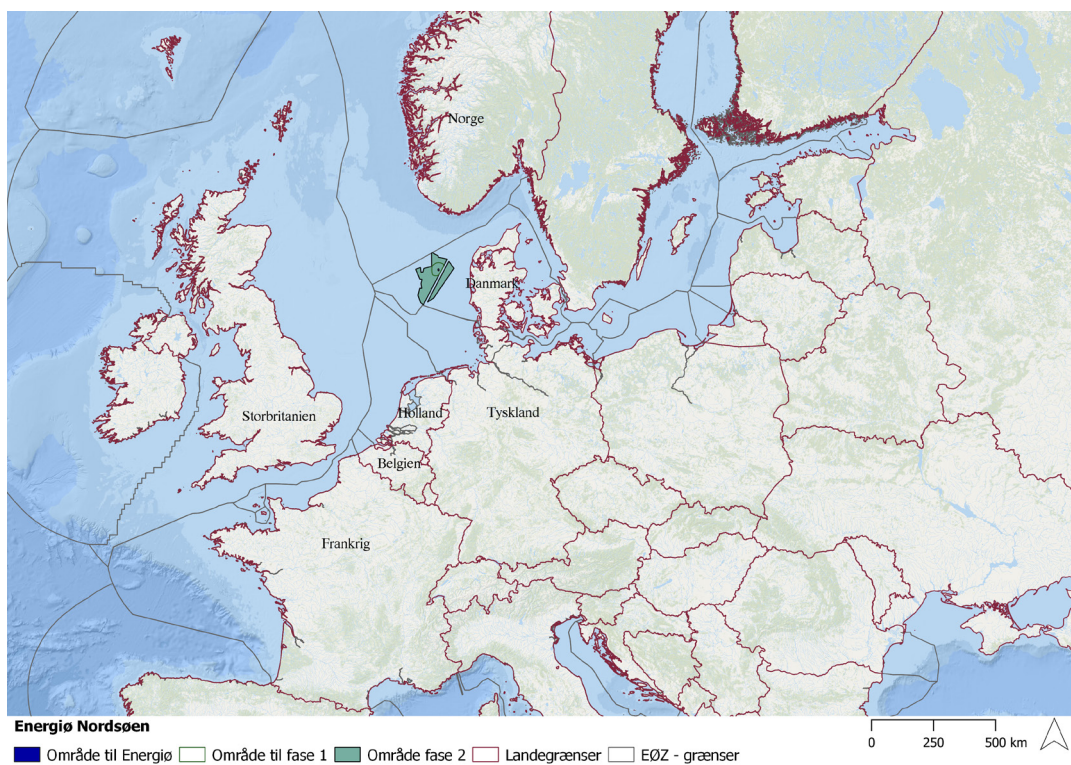 Norge
Danmark
Holland
Tyskland
Storbritanien
Belgien
Frankrig
Energiø Nordsøen
0 250 500 km
Område til Energiø Område til fase 1 Område fase 2 Landegrænser EØZ - grænser